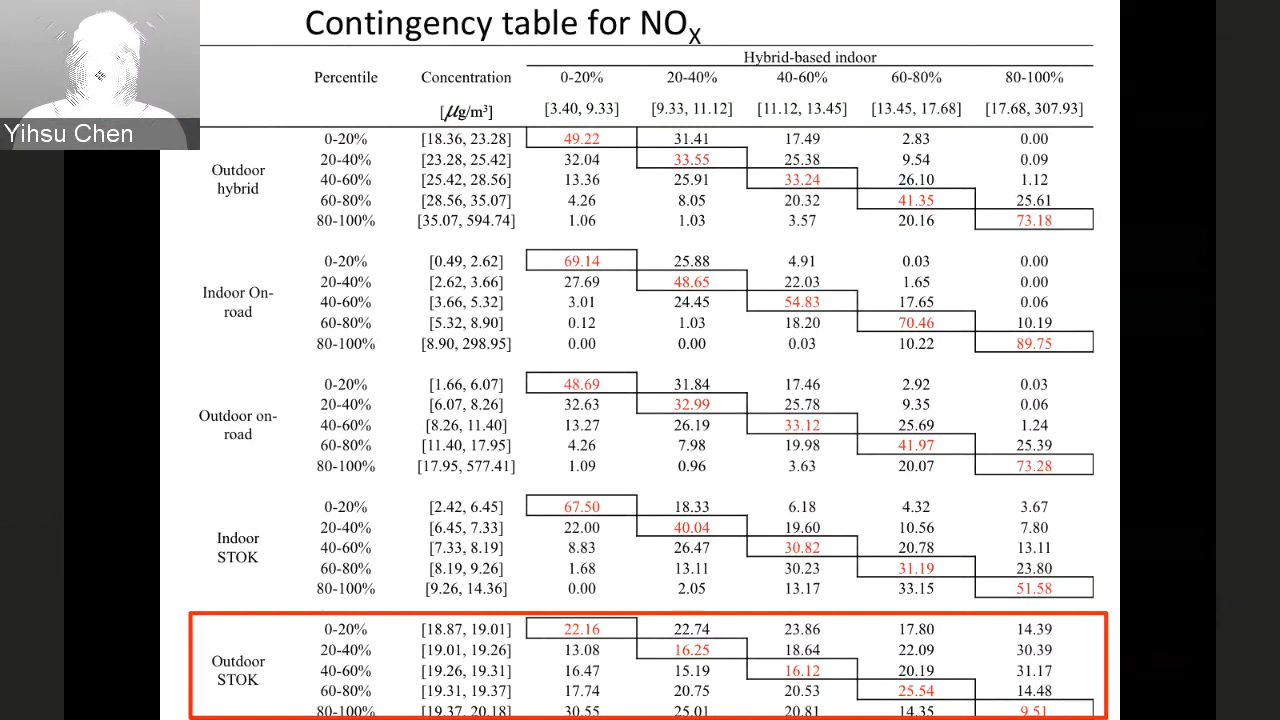 Contingency table for NOX
Yihsu Chen
Hybrid-based indoor
Percentile Concentration 0-20% 20-40% 40-60% 60-80% 80-100%
[μg/m³] [3.40, 9.33] [9.33, 11.12] [11.12, 13.45] [13.45, 17.68] [17.68, 307.93]
Outdoor hybrid
0-20% [18.36, 23.28] 49.22 31.41 17.49 2.83 0.00
20-40% [23.28, 25.42] 32.04 33.55 25.38 9.54 0.09
40-60% [25.42, 28.56] 13.36 25.91 33.24 26.10 1.12
60-80% [28.56, 35.07] 4.26 8.05 20.32 41.35 25.61
80-100% [35.07, 594.74] 1.06 1.03 3.57 20.16 73.18
Indoor On-road
0-20% [0.49, 2.62] 69.14 25.88 4.91 0.03 0.00
20-40% [2.62, 3.66] 27.69 48.65 22.03 1.65 0.00
40-60% [3.66, 5.32] 3.01 24.45 54.83 17.65 0.06
60-80% [5.32, 8.90] 0.12 1.03 18.20 70.46 10.19
80-100% [8.90, 298.95] 0.00 0.00 0.03 10.22 89.75
Outdoor on-road
0-20% [1.66, 6.07] 48.69 31.84 17.46 2.92 0.03
20-40% [6.07, 8.26] 32.63 32.99 25.78 9.35 0.06
40-60% [8.26, 11.40] 13.27 26.19 33.12 25.69 1.24
60-80% [11.40, 17.95] 4.26 7.98 19.98 41.97 25.39
80-100% [17.95, 577.41] 1.09 0.96 3.63 20.07 73.28
Indoor STOK
0-20% [2.42, 6.45] 67.50 18.33 6.18 4.32 3.67
20-40% [6.45, 7.33] 22.00 40.04 19.60 10.56 7.80
40-60% [7.33, 8.19] 8.83 26.47 30.82 20.78 13.11
60-80% [8.19, 9.26] 1.68 13.11 30.23 31.19 23.80
80-100% [9.26, 14.36] 0.00 2.05 13.17 33.15 51.58
Outdoor STOK
0-20% [18.87, 19.01] 22.16 22.74 23.86 17.80 14.39
20-40% [19.01, 19.26] 13.08 16.25 18.64 22.09 30.39
40-60% [19.26, 19.31] 16.47 15.19 16.12 20.19 31.17
60-80% [19.31, 19.37] 17.74 20.75 20.53 25.54 14.48
80-100% [19.37, 20.18] 30.55 25.01 20.81 14.35 9.51